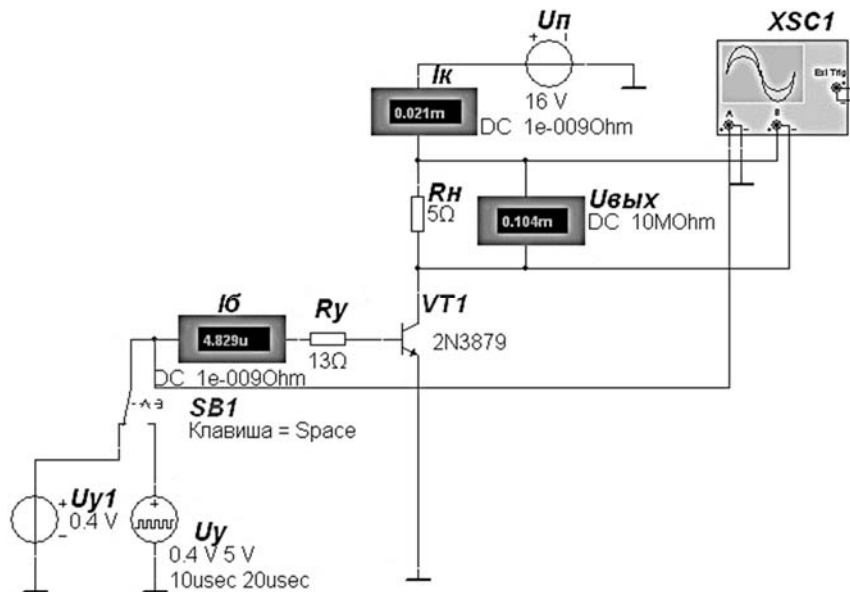 Uп
XSC1
+ -
Iк
Ext Trig
0.021m
16 V
DC 1e-009Ohm
A B
+ - + -
Rн
5Ω
Uвых
0.104m
DC 10MOhm
Iб
Rу
VT1
4.829u
2N3879
13Ω
DC 1e-009Ohm
SB1
Клавиша = Space
Uу1
+
0.4 V
-
+
Uу
0.4 V 5 V
10usec 20usec